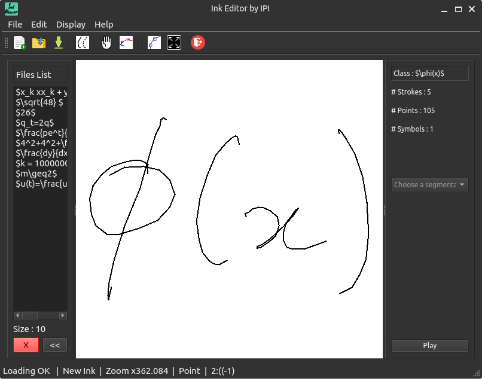 Ink Editor by IPI
File Edit Display Help
Files List
$x_k xx_k + y
$\sqrt{48} $
$26$
$q_t=2q$
$\frac{pe^t}{
$4^2+4^2+\f
$\frac{dy}{dx
$k = 1000000
$m\geq2$
$u(t)=\frac{u
Size : 10
X <<
ϕ(x)
Class : $\phi(x)$
# Strokes : 5
# Points : 105
# Symbols : 1
Choose a segmenta
Play
Loading OK | New Ink | Zoom x362.084 | Point | 2:((-1)